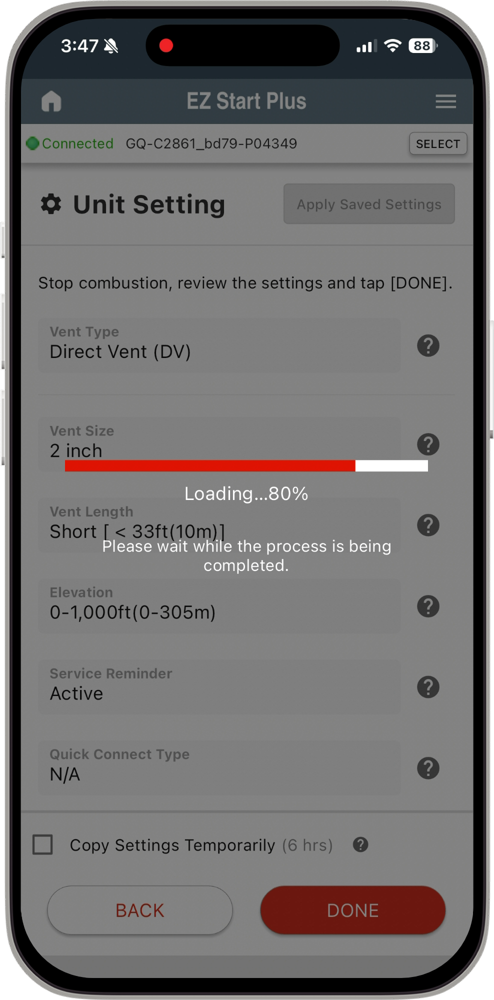 3:47
88
EZ Start Plus
Connected GQ-C2861_bd79-P04349 SELECT
Unit Setting
Apply Saved Settings
Stop combustion, review the settings and tap [DONE].
Vent Type
Direct Vent (DV)
Vent Size
2 inch
Loading...80%
Vent Length
Short [ < 33ft(10m)]
Please wait while the process is being
completed.
Elevation
0-1,000ft(0-305m)
Service Reminder
Active
Quick Connect Type
N/A
Copy Settings Temporarily (6 hrs)
BACK
DONE